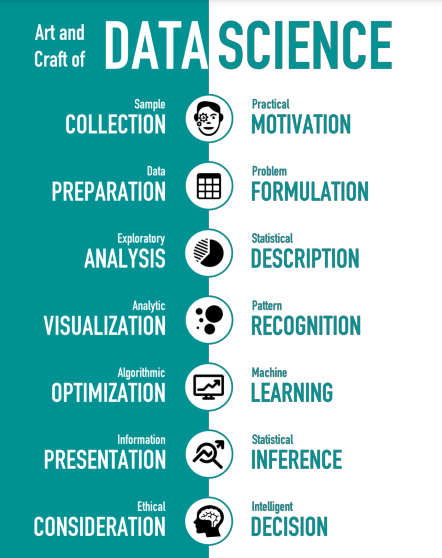 Art and
Craft of
DATA SCIENCE
Sample
COLLECTION
Practical
MOTIVATION
Data
PREPARATION
Problem
FORMULATION
Exploratory
ANALYSIS
Statistical
DESCRIPTION
Analytic
VISUALIZATION
Pattern
RECOGNITION
Algorithmic
OPTIMIZATION
Machine
LEARNING
Information
PRESENTATION
Statistical
INFERENCE
Ethical
CONSIDERATION
Intelligent
DECISION